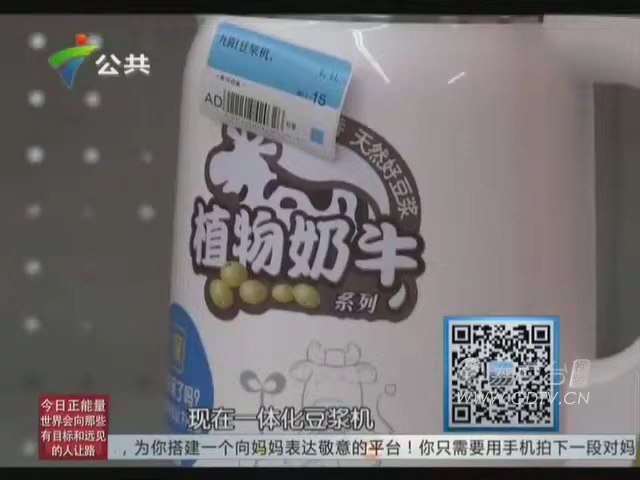 公共
九阳豆浆机,
15
AD
天然好豆浆
植物奶牛
系列
了吗?
现在一体化豆浆机
GDTV.CN
今日正能量
世界会向那些
有目标和远见
的人让路
，为你搭建一个向妈妈表达敬意的平台！你只需要用手机拍下一段对妈